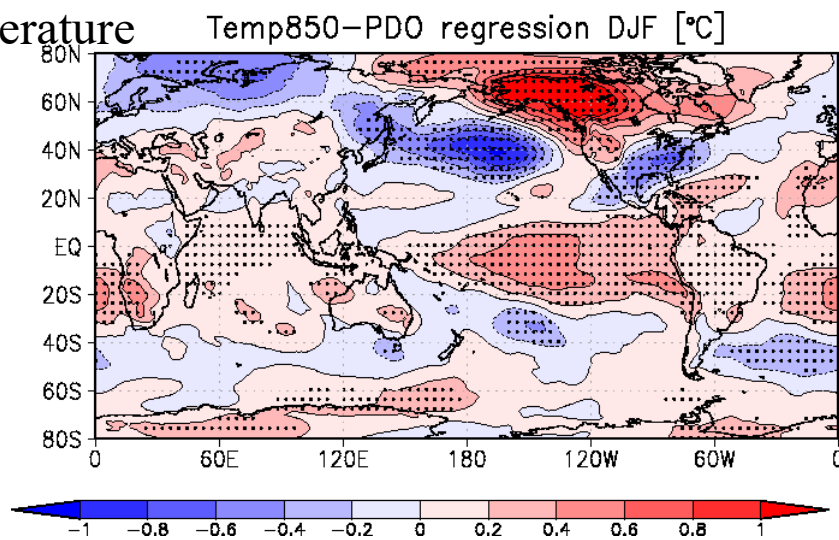 erature
Temp850-PDO regression DJF [°C]
80N
60N
40N
20N
EQ
20S
40S
60S
80S
0 60E 120E 180 120W 60W 0
-1 -0.8 -0.6 -0.4 -0.2 0 0.2 0.4 0.6 0.8 1